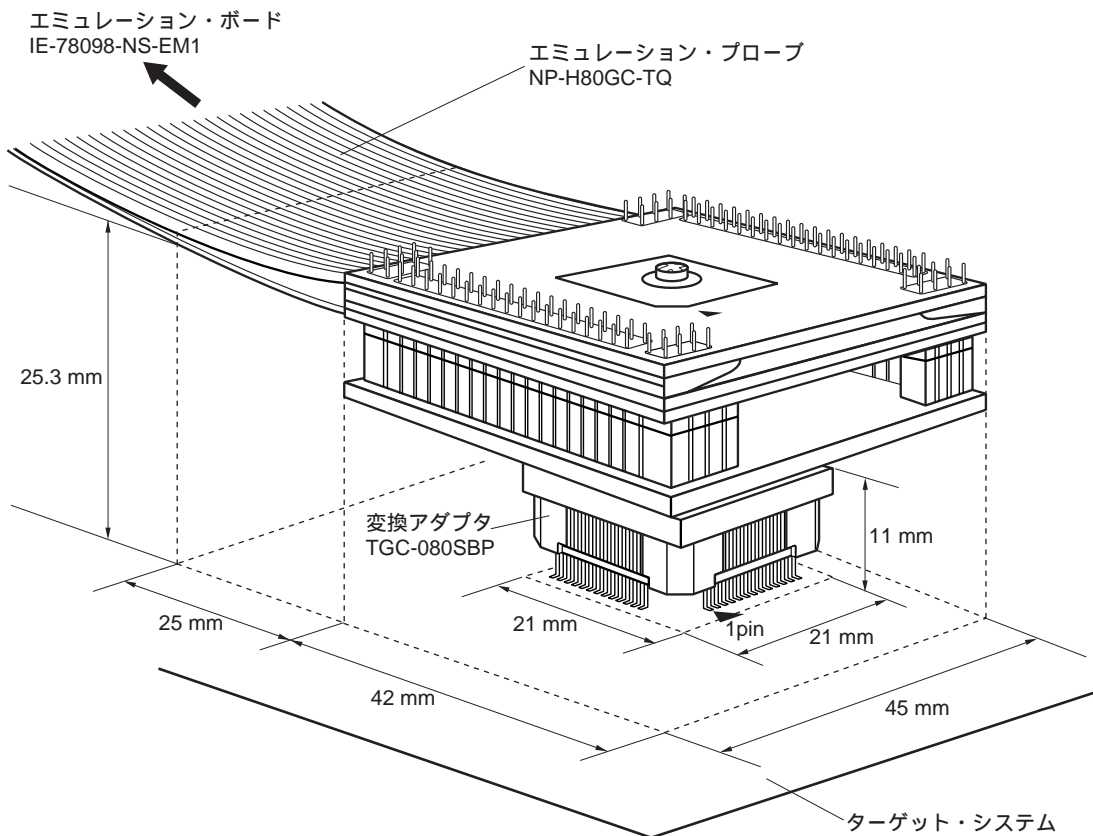 エミュレーション・ボード
IE-78098-NS-EM1
エミュレーション・プローブ
NP-H80GC-TQ
25.3 mm
変換アダプタ
TGC-080SBP
11 mm
25 mm
21 mm
1pin
21 mm
42 mm
45 mm
ターゲット・システム